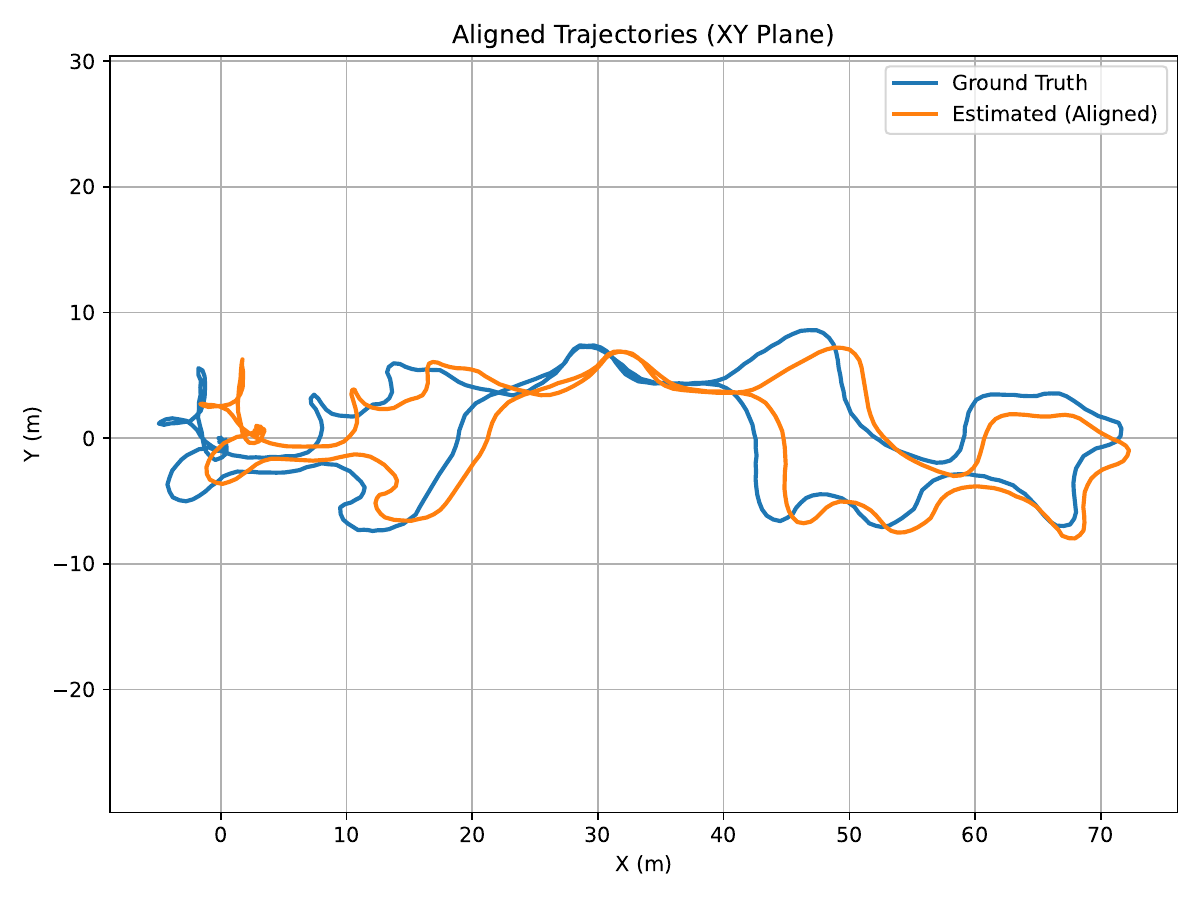 Aligned Trajectories (XY Plane)
Ground Truth
Estimated (Aligned)
30
20
10
0
−10
−20
Y (m)
0 10 20 30 40 50 60 70
X (m)